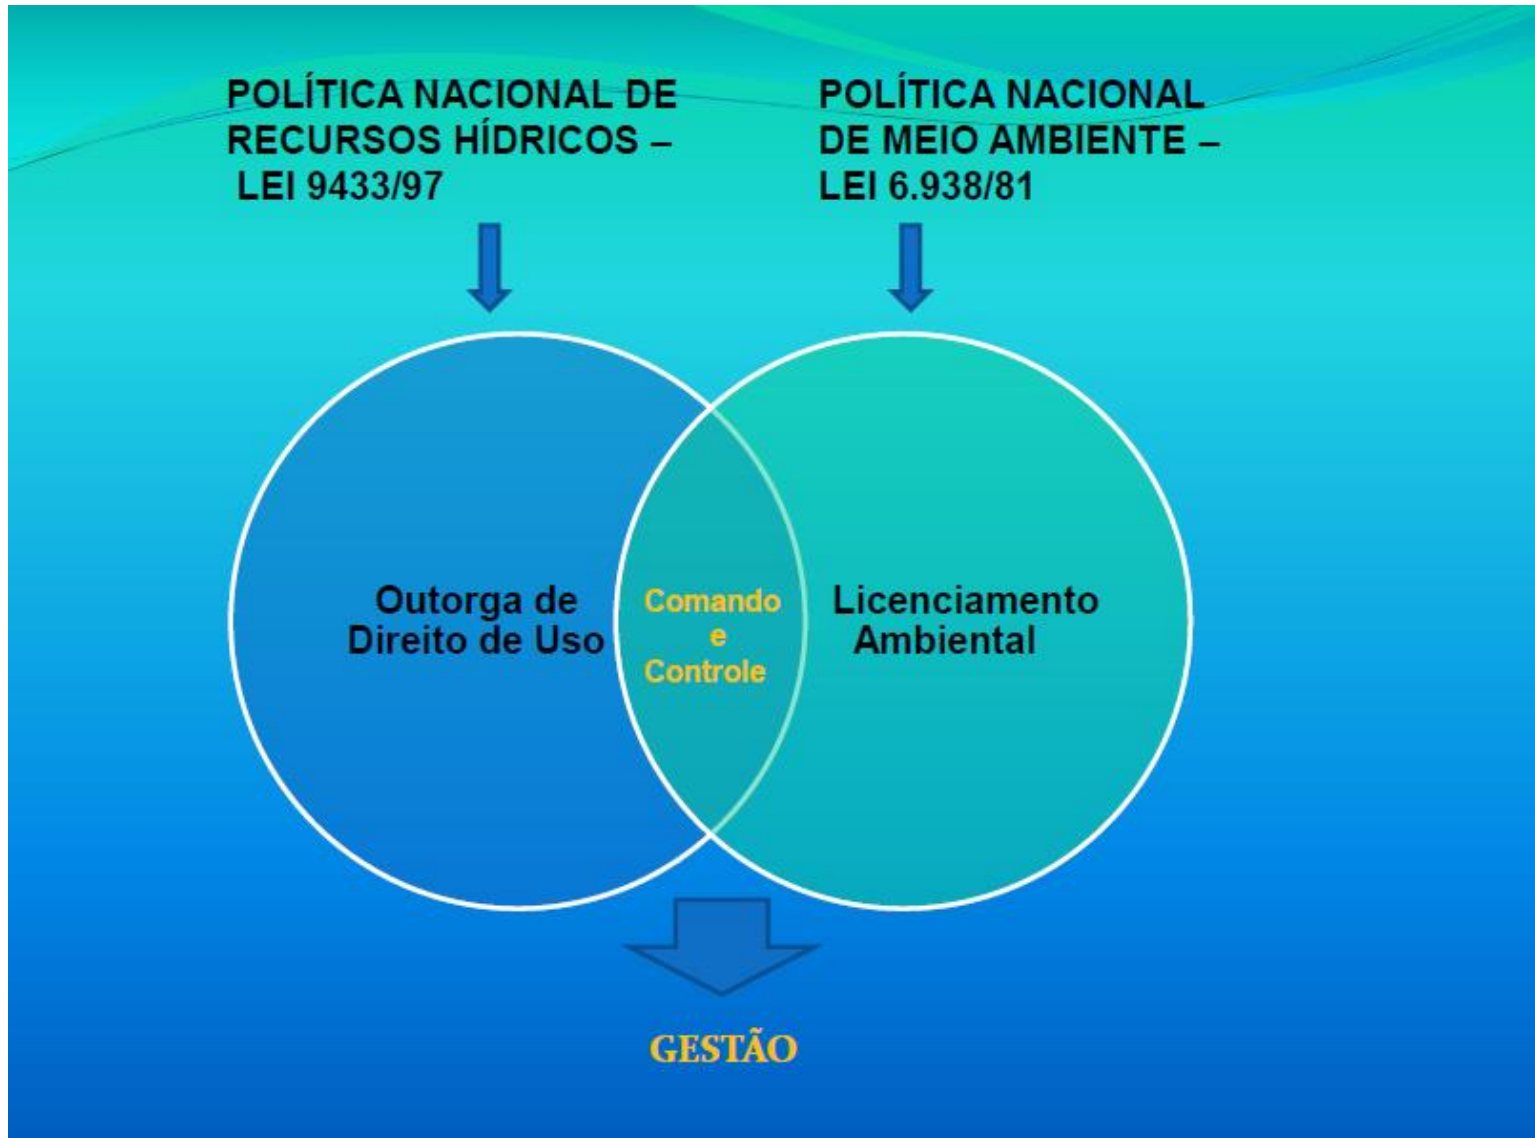 POLÍTICA NACIONAL DE
RECURSOS HÍDRICOS –
LEI 9433/97
POLÍTICA NACIONAL
DE MEIO AMBIENTE –
LEI 6.938/81
Outorga de
Direito de Uso
Comando
e
Controle
Licenciamento
Ambiental
GESTÃO